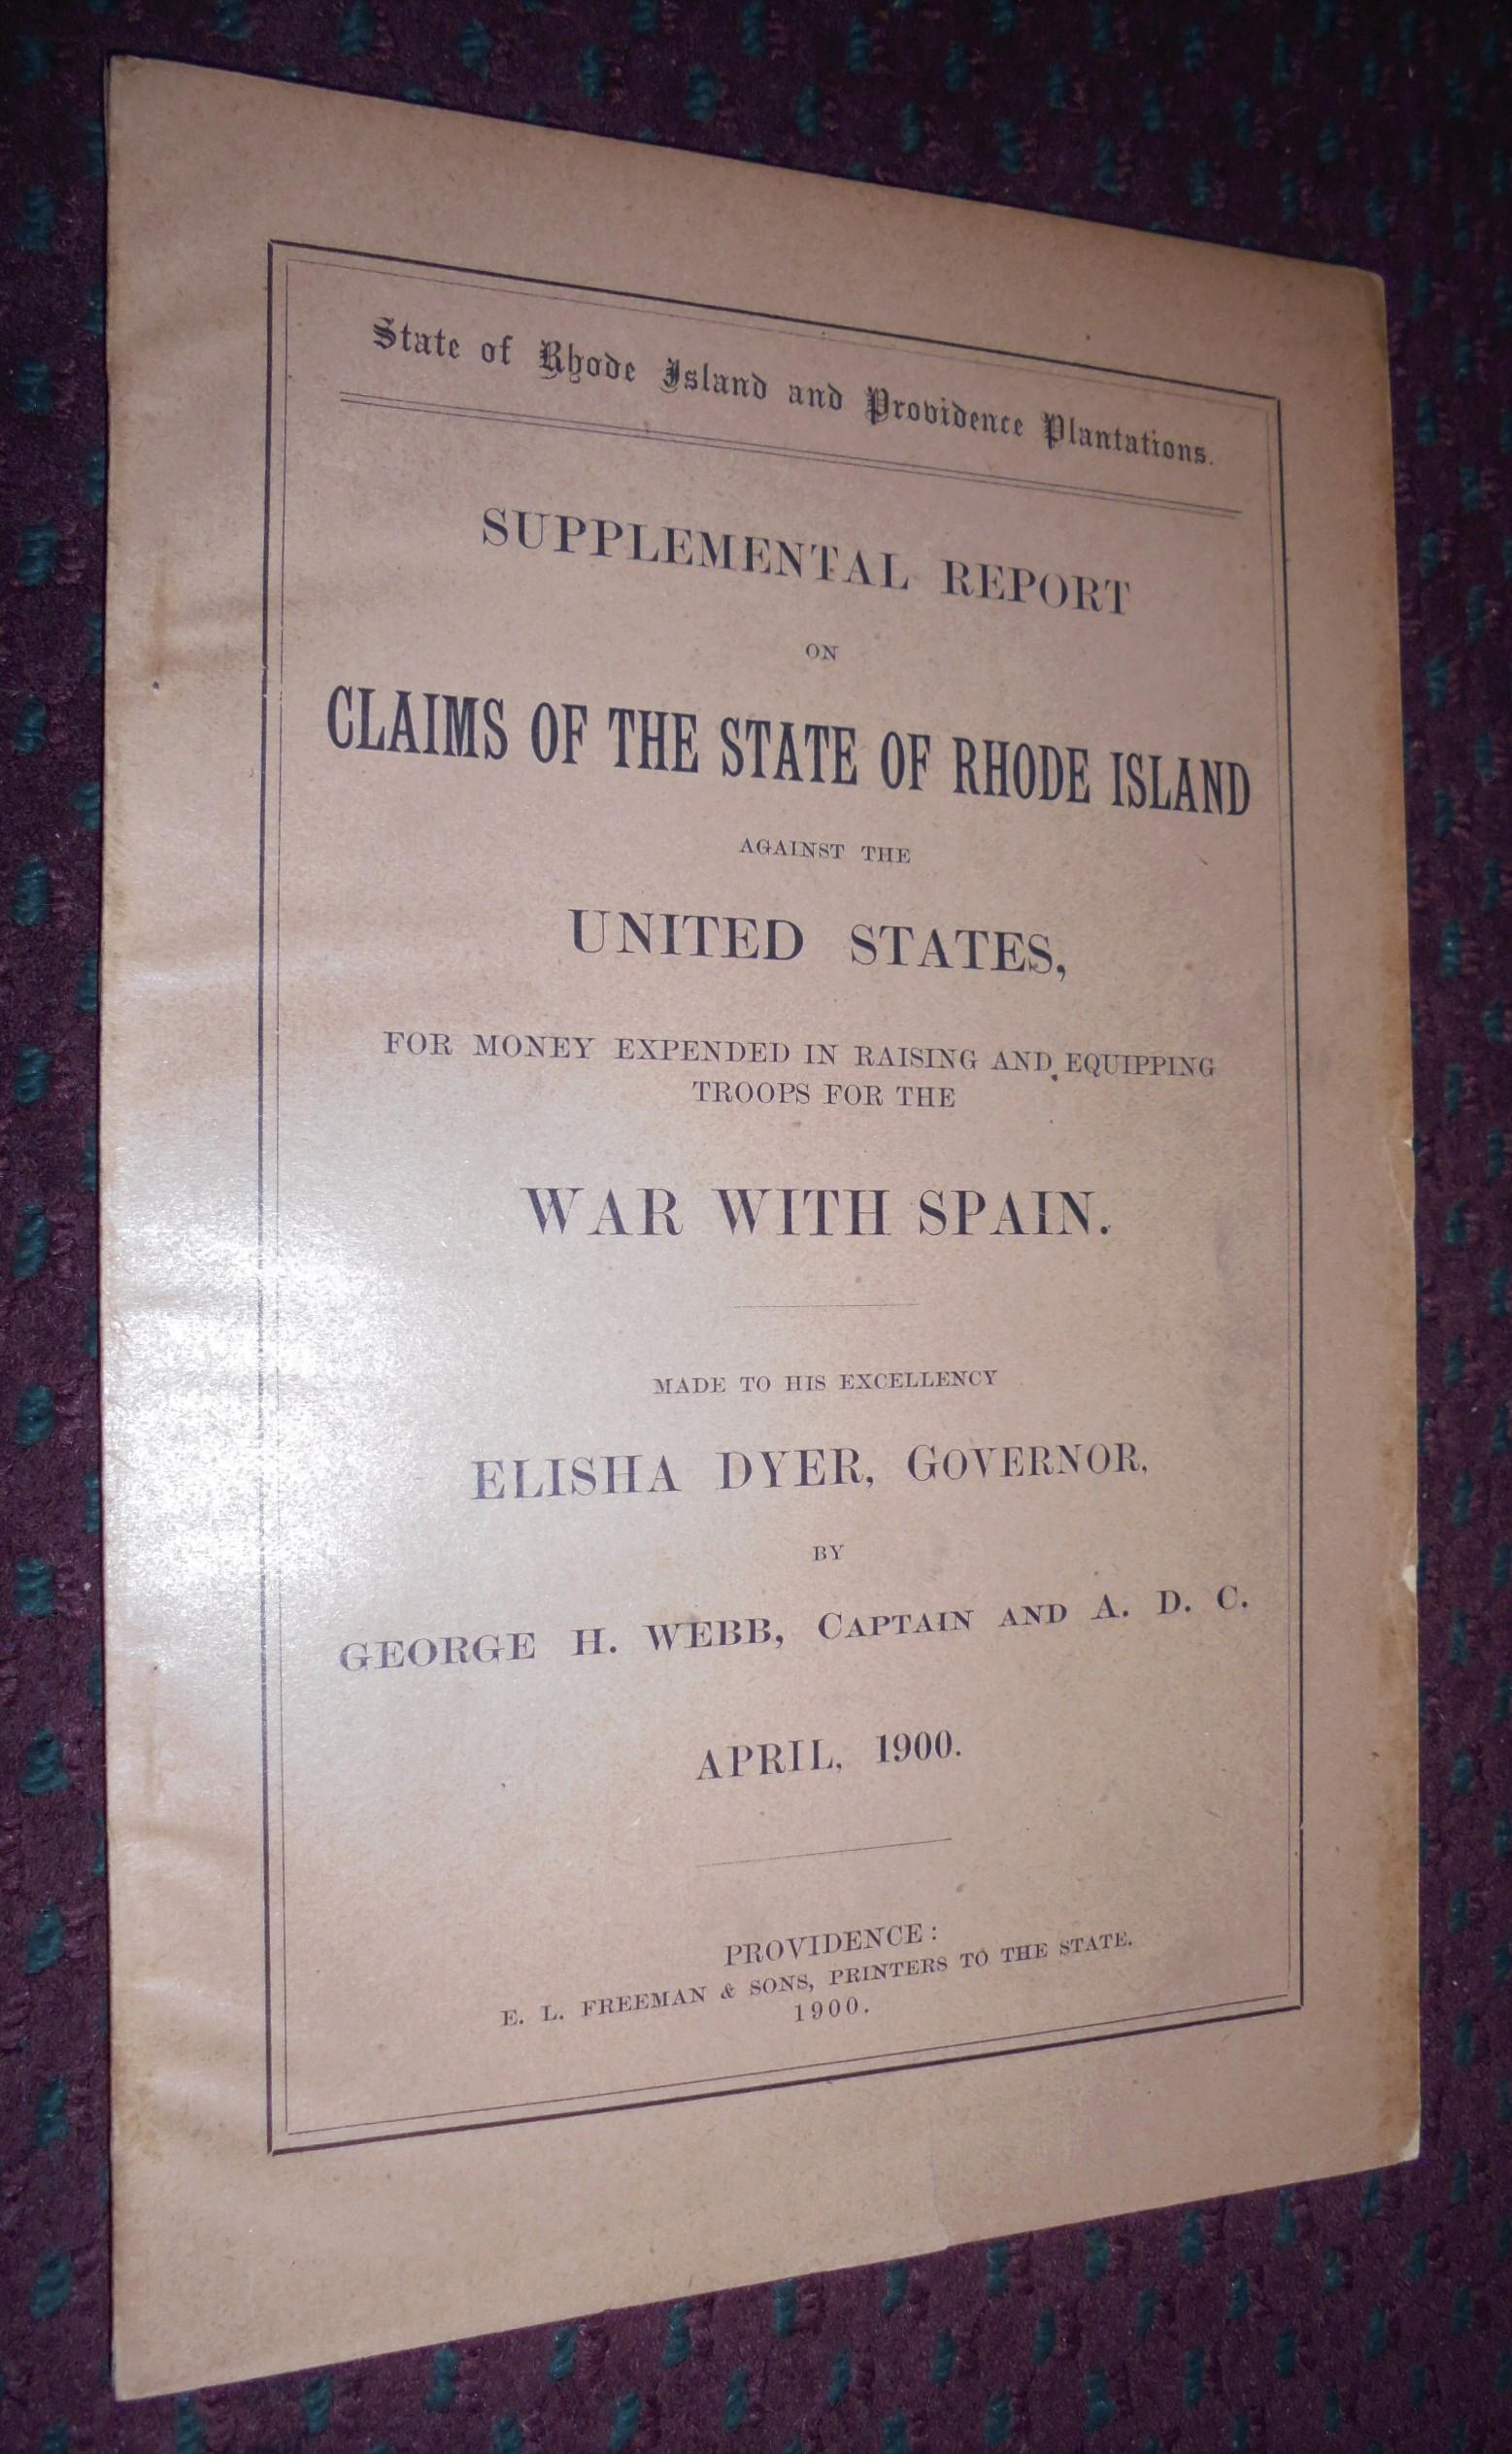 State of Rhode Island and Providence Plantations.
SUPPLEMENTAL REPORT
ON
CLAIMS OF THE STATE OF RHODE ISLAND
AGAINST THE
UNITED STATES,
FOR MONEY EXPENDED IN RAISING AND EQUIPPING
TROOPS FOR THE
WAR WITH SPAIN.
MADE TO HIS EXCELLENCY
ELISHA DYER, GOVERNOR,
BY
GEORGE H. WEBB, CAPTAIN AND A. D. C.
APRIL, 1900.
PROVIDENCE:
E. L. FREEMAN & SONS, PRINTERS TO THE STATE.
1900.